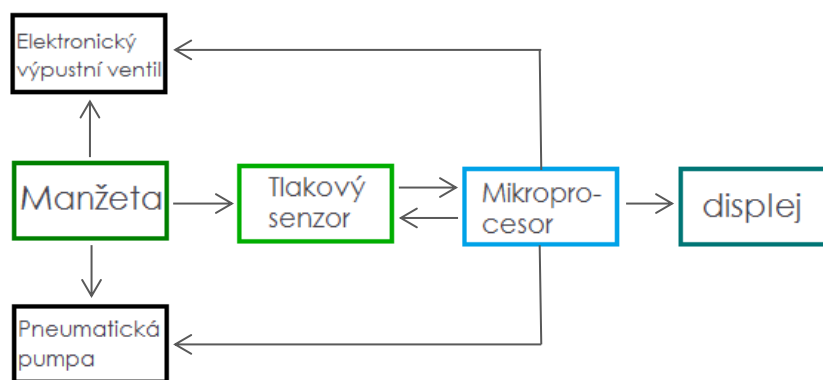 Elektronický
výpustní ventil
Manžeta
Tlakový
senzor
Mikropro-
cesor
displej
Pneumatická
pumpa